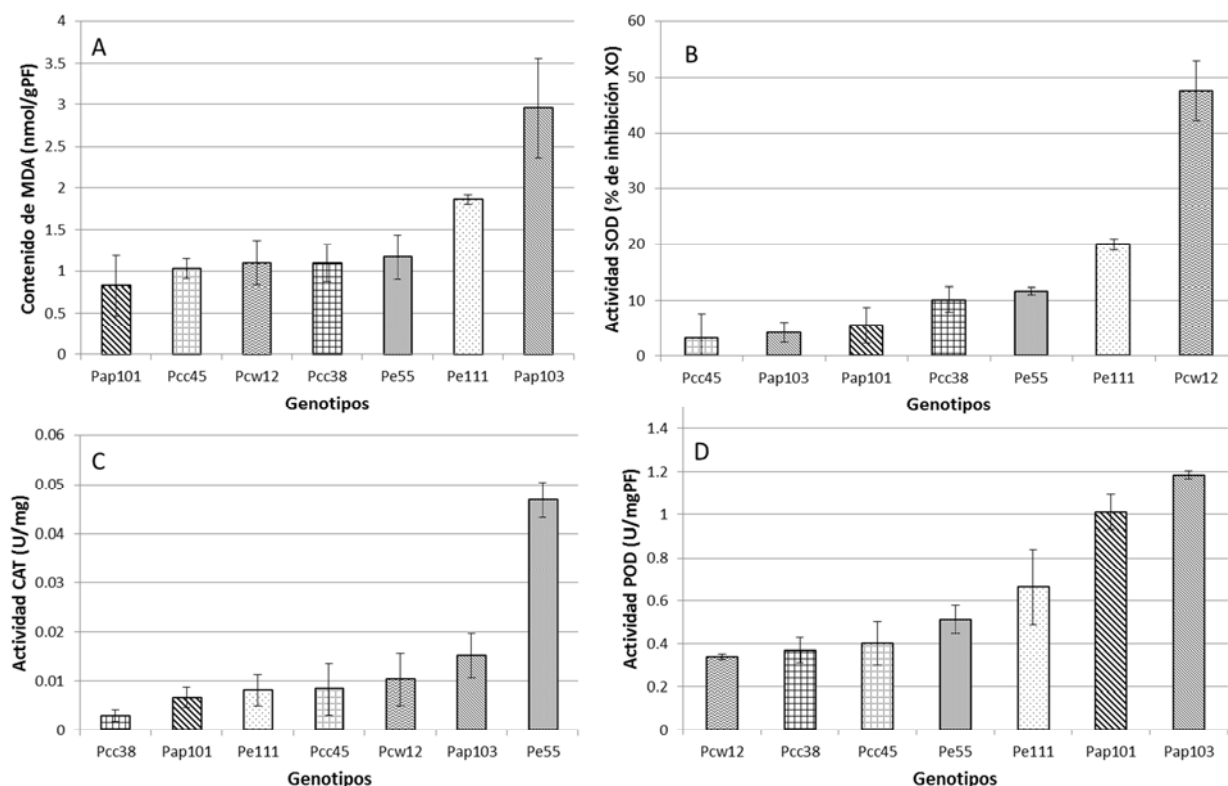 A
Contenido de MDA (nmol/gPF)
4
3.5
3
2.5
2
1.5
1
0.5
0
Pap101 Pcc45 Pcw12 Pcc38 Pe55 Pe111 Pap103
Genotipos
B
Actividad SOD (% de inhibición XO)
60
50
40
30
20
10
0
Pcc45 Pap103 Pap101 Pcc38 Pe55 Pe111 Pcw12
Genotipos
C
Actividad CAT (U/mg)
0.06
0.05
0.04
0.03
0.02
0.01
0
Pcc38 Pap101 Pe111 Pcc45 Pcw12 Pap103 Pe55
Genotipos
D
Actividad POD (U/mgPF)
1.4
1.2
1
0.8
0.6
0.4
0.2
0
Pcw12 Pcc38 Pcc45 Pe55 Pe111 Pap101 Pap103
Genotipos